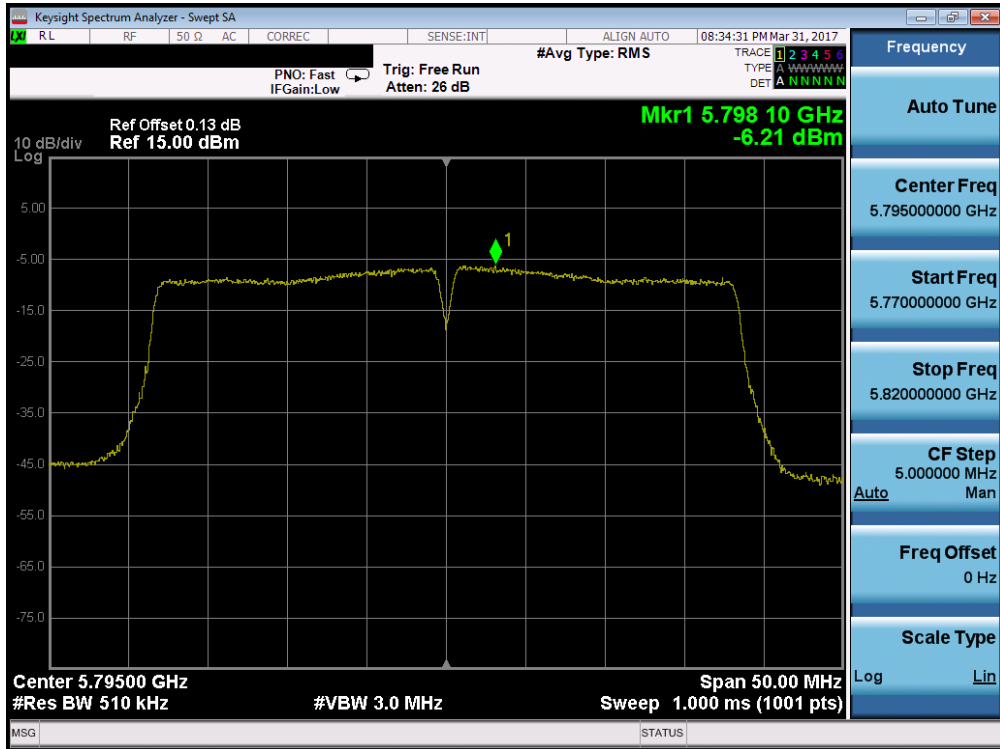 Keysight Spectrum Analyzer - Swept SA
LXI RL RF 50 Ω AC CORREC SENSE:INT ALIGN AUTO 08:34:31 PM Mar 31, 2017
#Avg Type: RMS
TRACE 1 2 3 4 5 6
TYPE A WWWWW
DET A N N N N N
PNO: Fast
IFGain:Low
Trig: Free Run
Atten: 26 dB
Mkr1 5.798 10 GHz
-6.21 dBm
Ref Offset 0.13 dB
10 dB/div Ref 15.00 dBm
Log
1
5.00
-5.00
-15.0
-25.0
-35.0
-45.0
-55.0
-65.0
-75.0
Center 5.79500 GHz Span 50.00 MHz
#Res BW 510 kHz #VBW 3.0 MHz Sweep 1.000 ms (1001 pts)
MSG STATUS
Frequency
Auto Tune
Center Freq
5.795000000 GHz
Start Freq
5.770000000 GHz
Stop Freq
5.820000000 GHz
CF Step
5.000000 MHz
Auto Man
Freq Offset
0 Hz
Scale Type
Log Lin